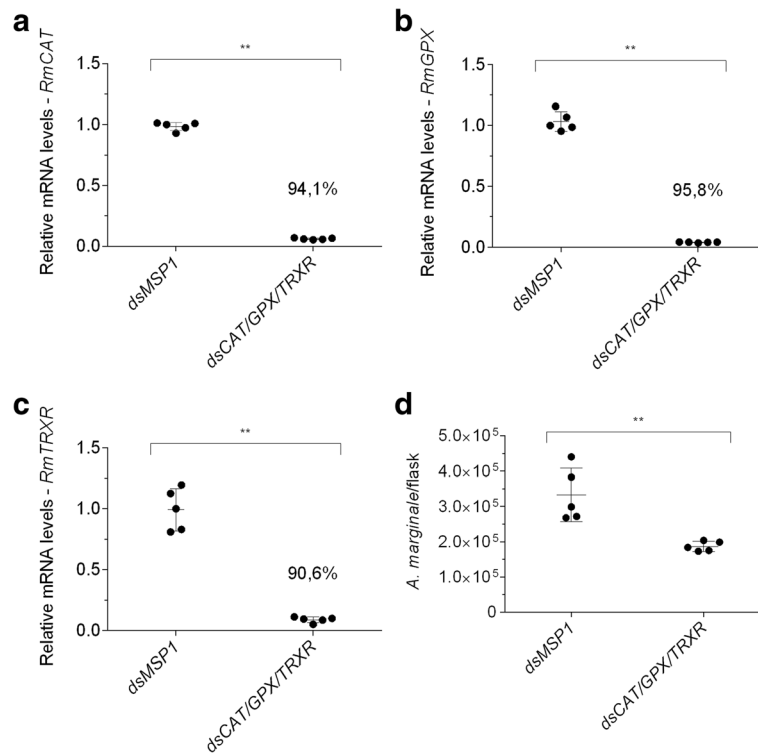 a
**
Relative mRNA levels - RmCAT
1.5
1.0
0.5
0.0
94,1%
dsMSP1
dsCAT/GPX/TRXR
b
**
Relative mRNA levels - RmGPX
1.5
1.0
0.5
0.0
95,8%
dsMSP1
dsCAT/GPX/TRXR
c
**
Relative mRNA levels - RmTRXR
1.5
1.0
0.5
0.0
90,6%
dsMSP1
dsCAT/GPX/TRXR
d
**
A. marginale/flask
5.0×10⁵
4.0×10⁵
3.0×10⁵
2.0×10⁵
1.0×10⁵
0
dsMSP1
dsCAT/GPX/TRXR